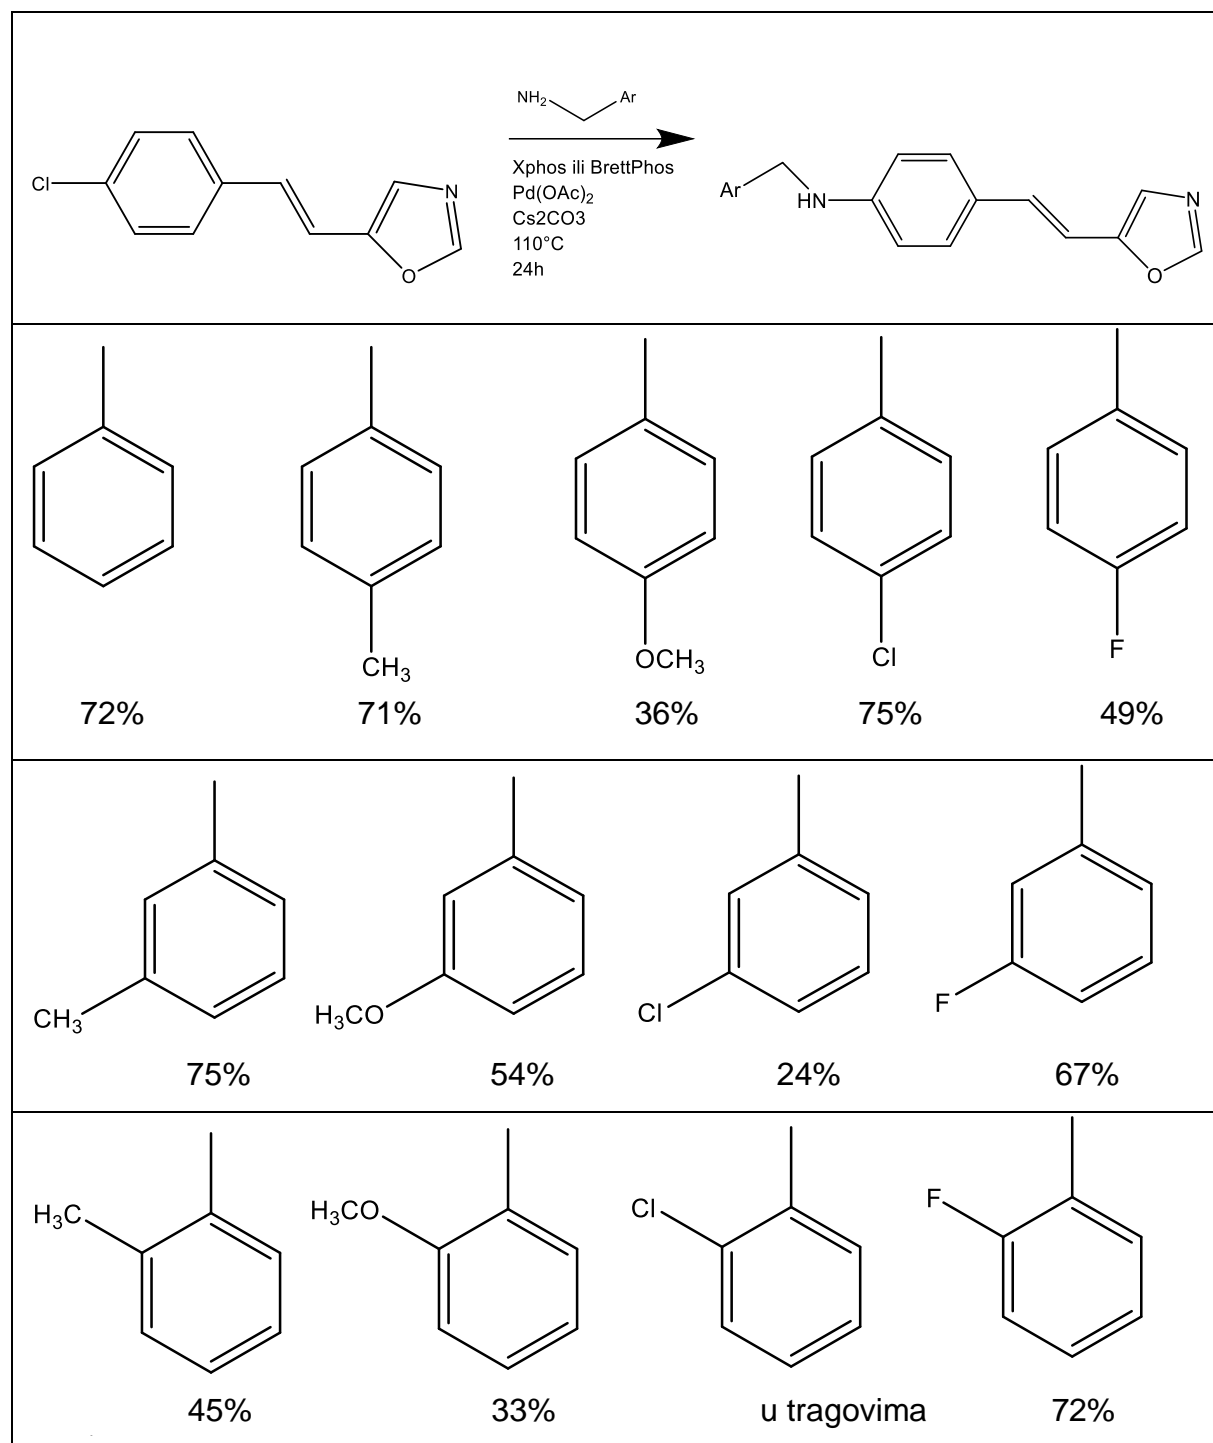 NH2 Ar
Cl N O
Xphos ili BrettPhos
Pd(OAc)2
Cs2CO3
110°C
24h
Ar HN N O
CH3 OCH3 Cl F
72% 71% 36% 75% 49%
CH3 H3CO Cl F
75% 54% 24% 67%
H3C H3CO Cl F
45% 33% u tragovima 72%